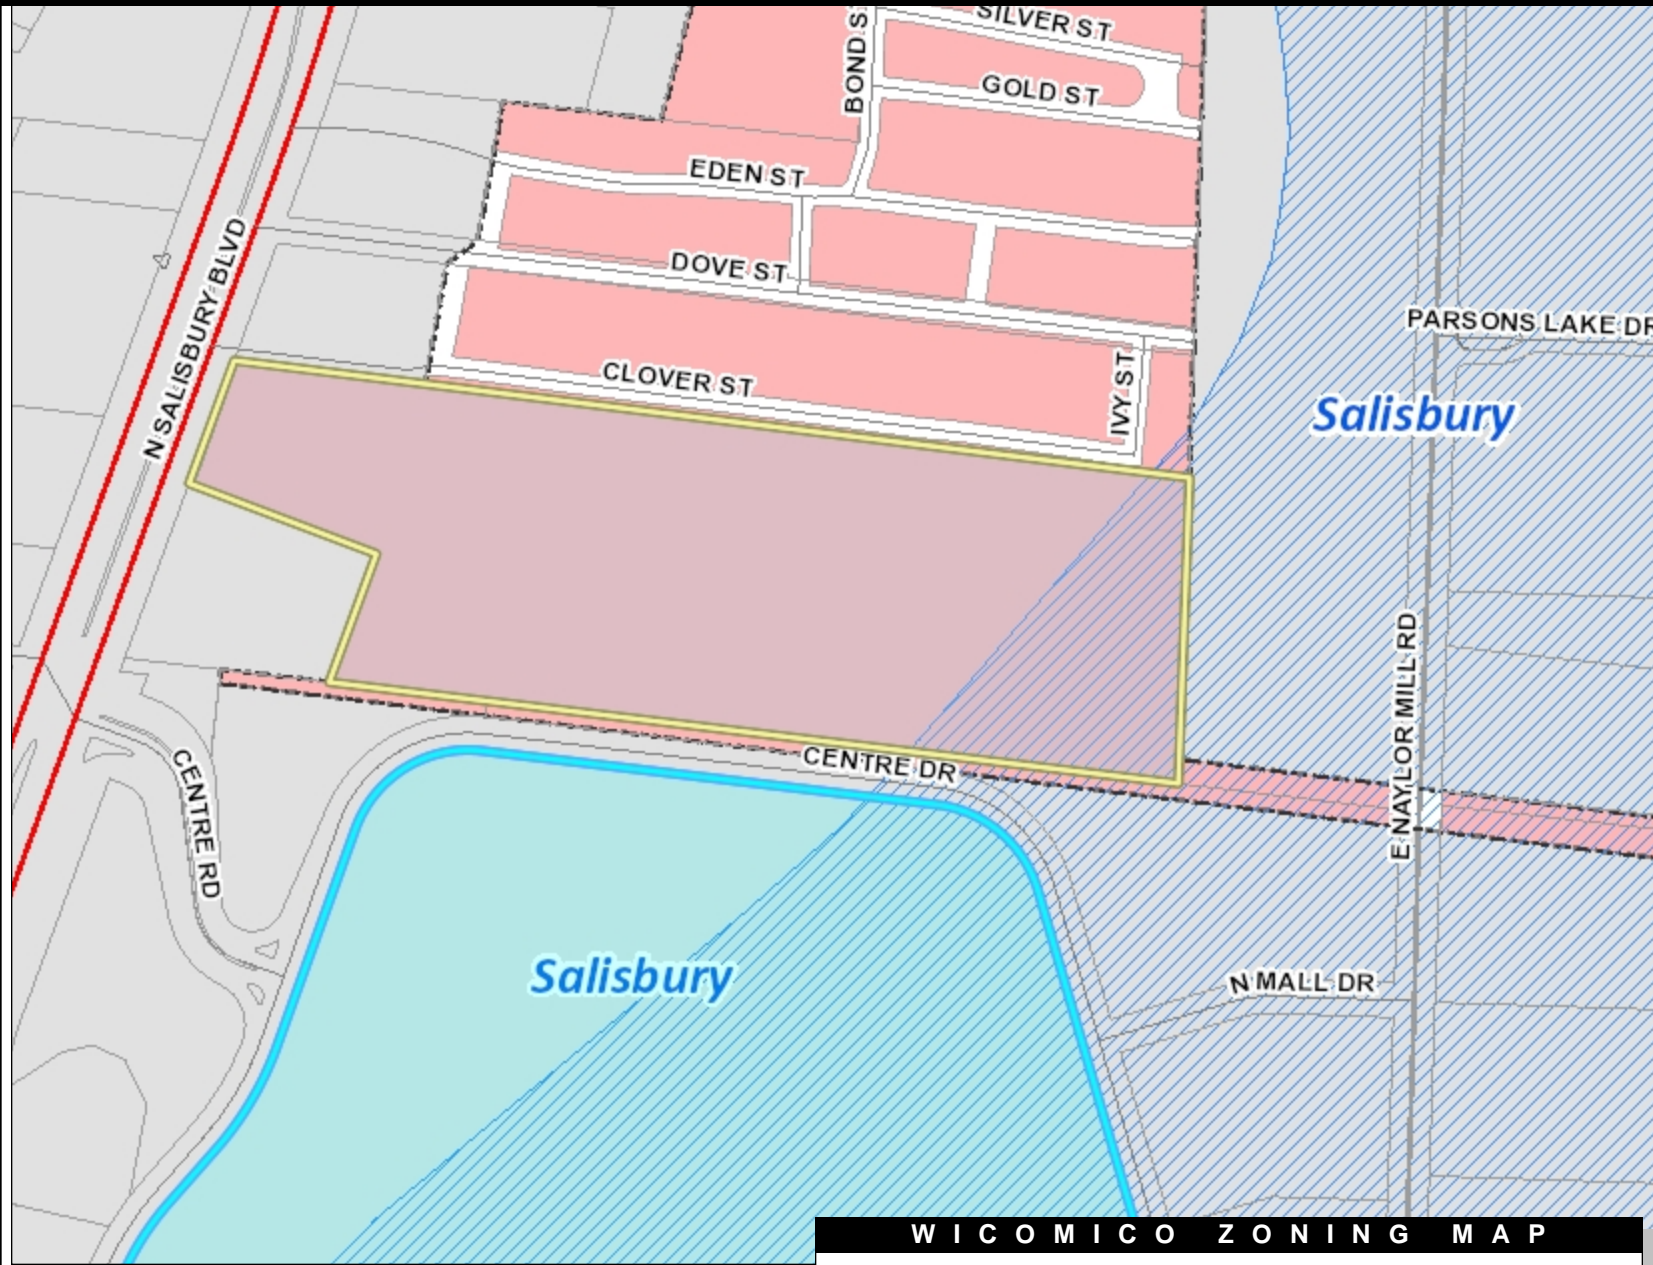 SILVER ST
BOND S
GOLD ST
EDEN ST
DOVE ST
N SALISBURY BLVD
PARSONS LAKE DR
CLOVER ST
IVY ST
Salisbury
E NAYLOR MILL RD
CENTRE DR
CENTRE RD
Salisbury
N MALL DR
WICOMICO ZONING MAP